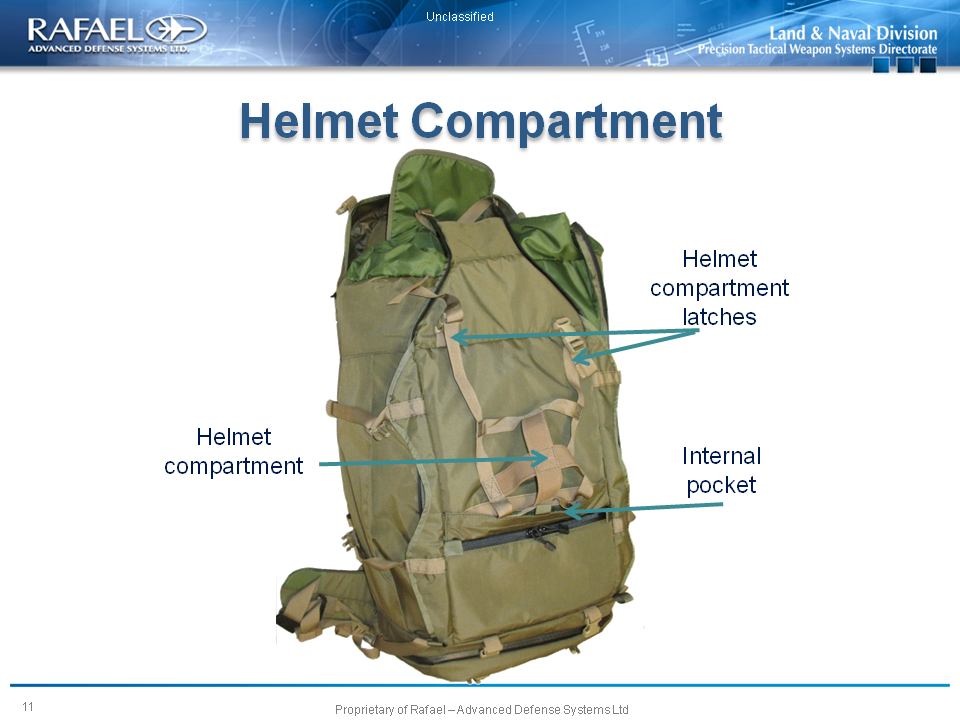 Unclassified
RAFAEL
ADVANCED DEFENSE SYSTEMS LTD.
Land & Naval Division
Precision Tactical Weapon Systems Directorate
Helmet Compartment
Helmet
compartment
latches
Helmet
compartment
Internal
pocket
11
Proprietary of Rafael – Advanced Defense Systems Ltd